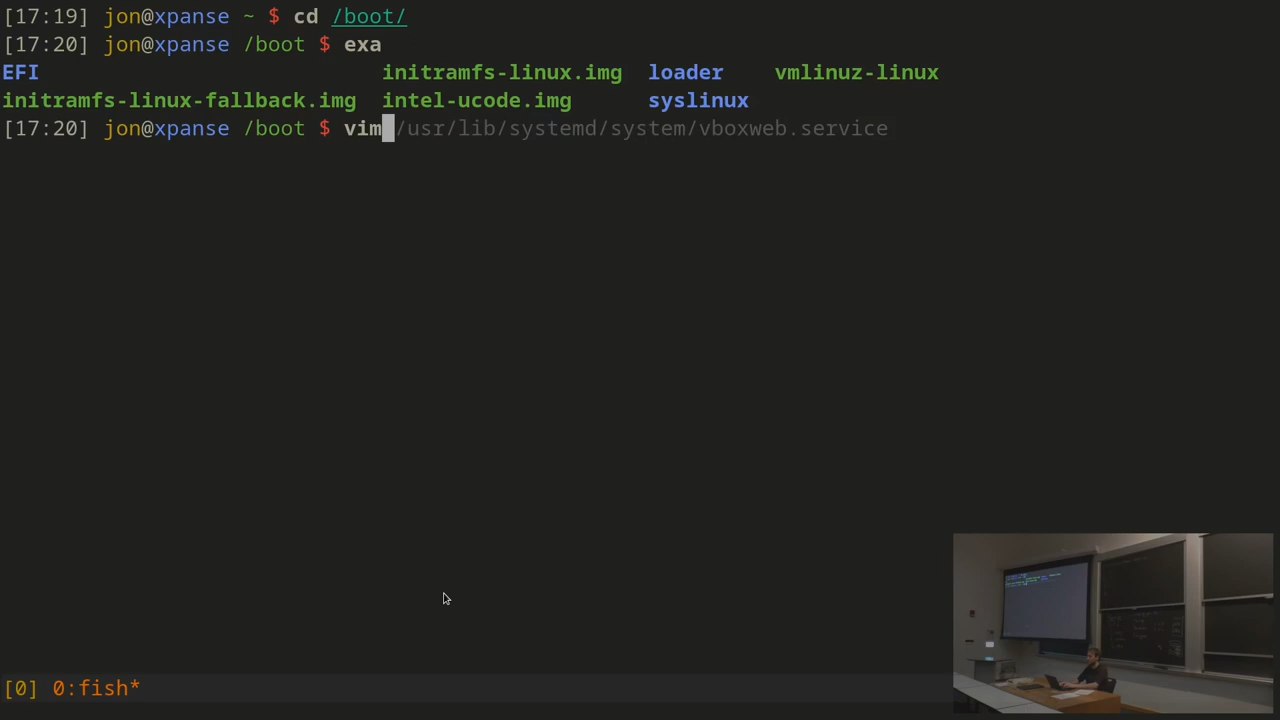 [17:19] jon@xpanse ~ $ cd /boot/
[17:20] jon@xpanse /boot $ exa
EFI initramfs-linux.img loader vmlinuz-linux
initramfs-linux-fallback.img intel-ucode.img syslinux
[17:20] jon@xpanse /boot $ vim /usr/lib/systemd/system/vboxweb.service
[0] 0:fish*